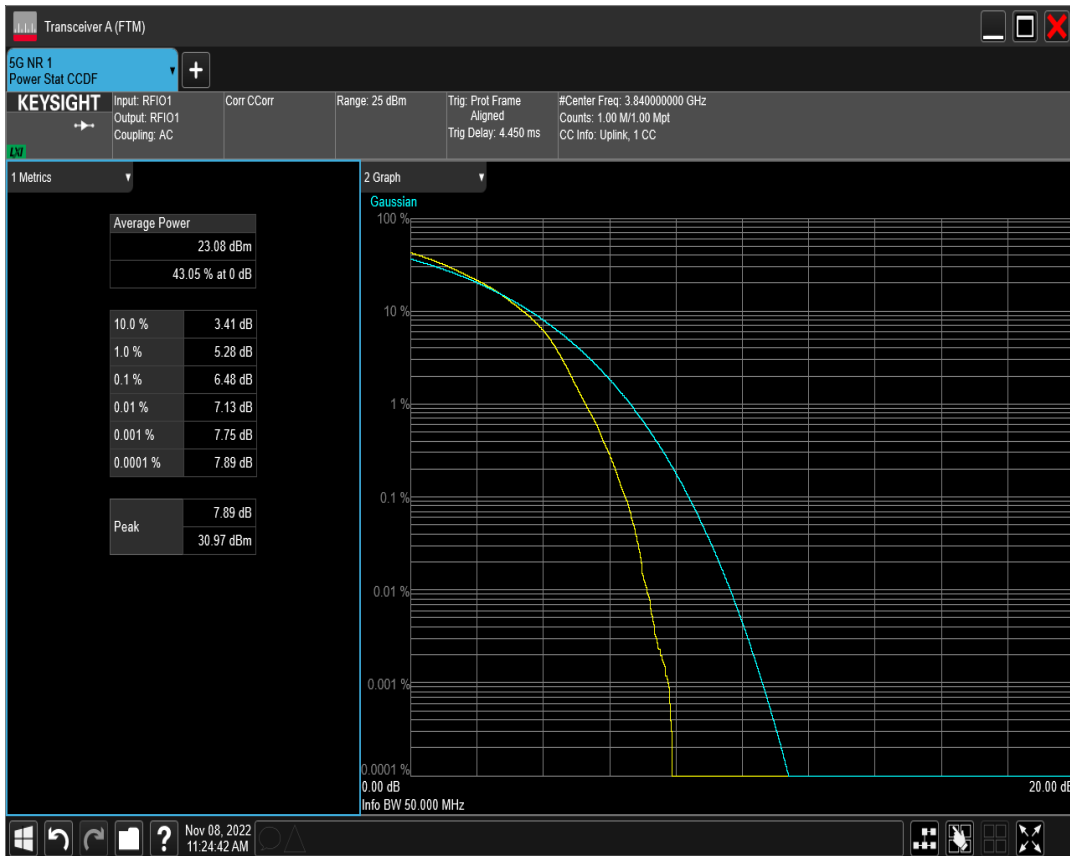 Transceiver A (FTM)
5G NR 1
Power Stat CCDF
+
KEYSIGHT
LXI
Input: RFIO1
Output: RFIO1
Coupling: AC
Corr CCorr
Range: 25 dBm
Trig: Prot Frame
Aligned
Trig Delay: 4.450 ms
#Center Freq: 3.840000000 GHz
Counts: 1.00 M/1.00 Mpt
CC Info: Uplink, 1 CC
1 Metrics
Average Power
23.08 dBm
43.05 % at 0 dB
10.0 % 3.41 dB
1.0 % 5.28 dB
0.1 % 6.48 dB
0.01 % 7.13 dB
0.001 % 7.75 dB
0.0001 % 7.89 dB
Peak
7.89 dB
30.97 dBm
2 Graph
Gaussian
100 %
10 %
1 %
0.1 %
0.01 %
0.001 %
0.0001 %
0.00 dB
20.00 dB
Info BW 50.000 MHz
?
Nov 08, 2022
11:24:42 AM